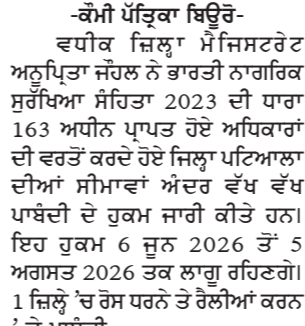 -ਕੌਮੀ ਪੱਤ੍ਰਿਕਾ ਬਿਊਰੋ-
ਵਧੀਕ ਜ਼ਿਲ੍ਹਾ ਮੈਜਿਸਟਰੇਟ
ਅਨੂਪ੍ਰਿਤਾ ਜੌਹਲ ਨੇ ਭਾਰਤੀ ਨਾਗਰਿਕ
ਸੁਰੱਖਿਆ ਸੰਹਿਤਾ 2023 ਦੀ ਧਾਰਾ
163 ਅਧੀਨ ਪ੍ਰਾਪਤ ਹੋਏ ਅਧਿਕਾਰਾਂ
ਦੀ ਵਰਤੋਂ ਕਰਦੇ ਹੋਏ ਜਿਲ੍ਹਾ ਪਟਿਆਲਾ
ਦੀਆਂ ਸੀਮਾਵਾਂ ਅੰਦਰ ਵੱਖ ਵੱਖ
ਪਾਬੰਦੀ ਦੇ ਹੁਕਮ ਜਾਰੀ ਕੀਤੇ ਹਨ।
ਇਹ ਹੁਕਮ 6 ਜੂਨ 2026 ਤੋਂ 5
ਅਗਸਤ 2026 ਤਕ ਲਾਗੂ ਰਹਿਣਗੇ।
1 ਜ਼ਿਲ੍ਹੇ 'ਚ ਰੋਸ ਧਰਨੇ ਤੇ ਰੈਲੀਆਂ ਕਰਨ